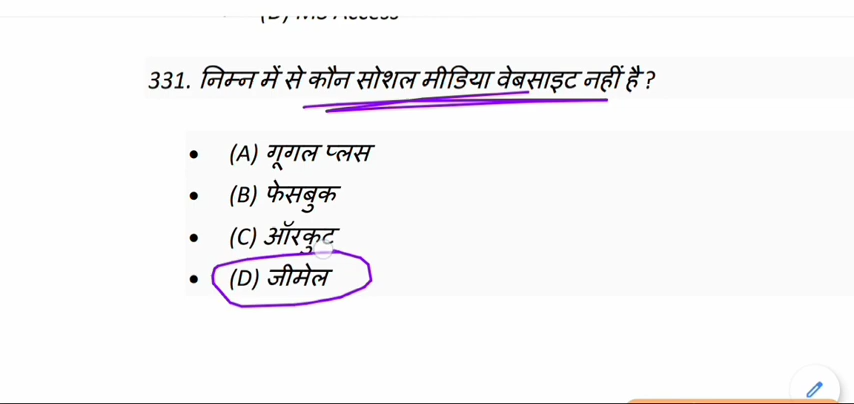 331. निम्न में से कौन सोशल मीडिया वेबसाइट नहीं है?
(A) गूगल प्लस
(B) फेसबुक
(C) ऑरकुट
(D) जीमेल